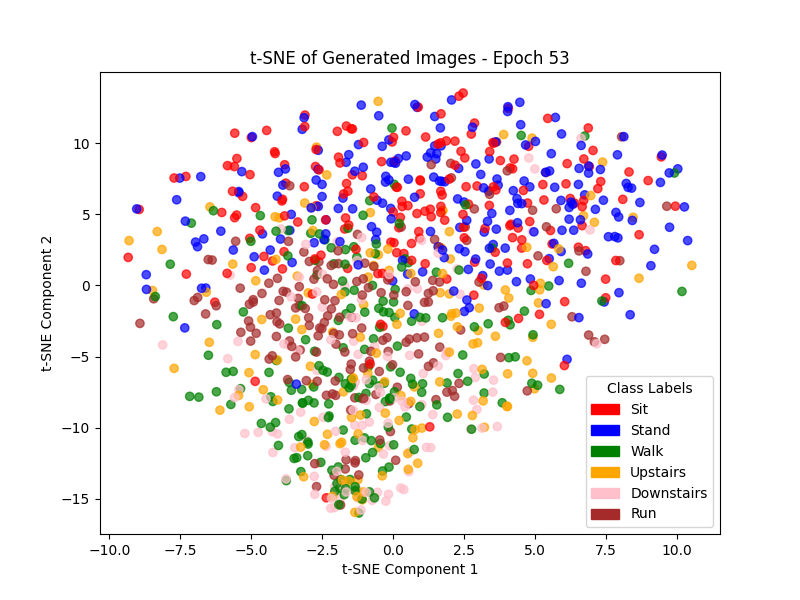 t-SNE of Generated Images - Epoch 53
t-SNE Component 2
10
5
0
−5
−10
−15
Class Labels
Sit
Stand
Walk
Upstairs
Downstairs
Run
−10.0 −7.5 −5.0 −2.5 0.0 2.5 5.0 7.5 10.0
t-SNE Component 1